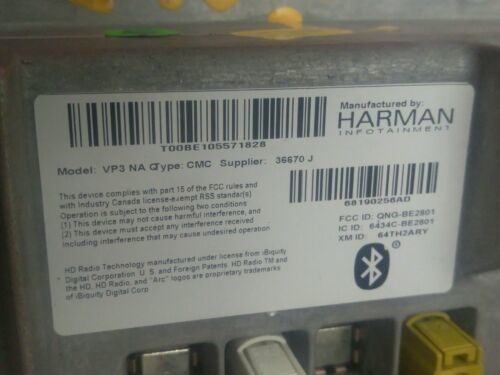 T00BE105571828
Manufactured by:
HARMAN
INFOTAINMENT
Model: VP3 NA QType: CMC Supplier: 36670 J
This device complies with part 15 of the FCC rules and
with Industry Canada license-exempt RSS standar(s)
Operation is subject to the following two conditions
(1) This device may not cause harmful interference, and
(2) This device must accept any interference received
including interference that may cause undesired operation
68190256AD
FCC ID: QNG-BE2801
IC ID: 6434C-BE2801
XM ID: 64TH2ARY
HD Radio Technology manufactured under license from iBiquity
Digital Corporation U. S. and Foreign Patents. HD Radio TM and
the HD, HD Radio, and "Arc" logos are proprietary trademarks
of iBiquity Digital Corp